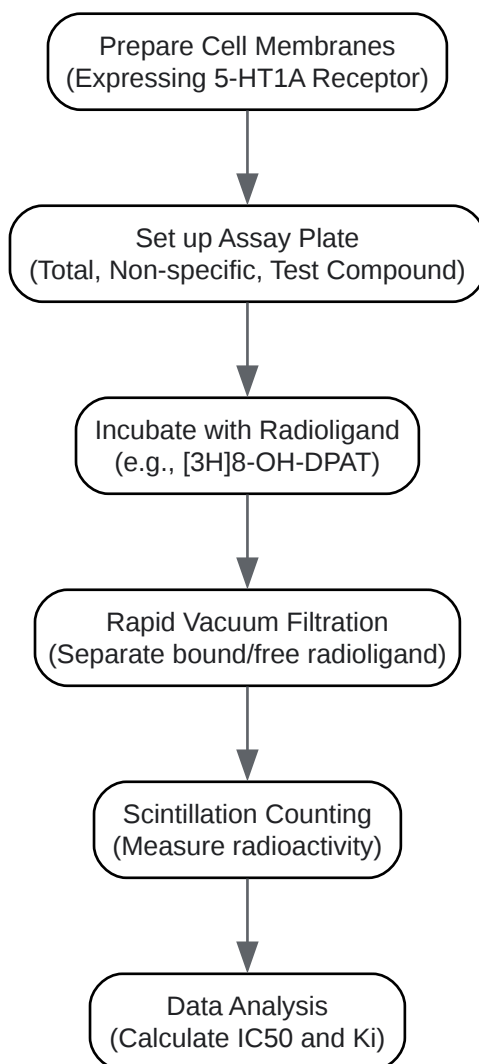 Prepare Cell Membranes
(Expressing 5-HT1A Receptor)
Set up Assay Plate
(Total, Non-specific, Test Compound)
Incubate with Radioligand
(e.g., [3H]8-OH-DPAT)
Rapid Vacuum Filtration
(Separate bound/free radioligand)
Scintillation Counting
(Measure radioactivity)
Data Analysis
(Calculate IC50 and Ki)